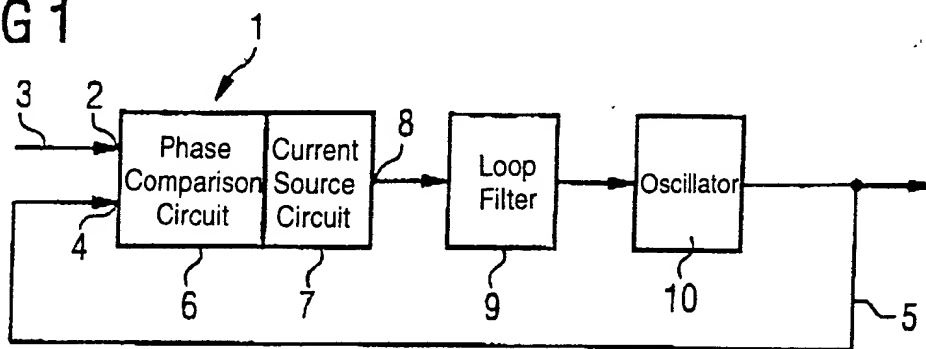 G 1
1
3
2
8
Phase
Comparison
Circuit
Current
Source
Circuit
Loop
Filter
Oscillator
4
6
7
9
10
5